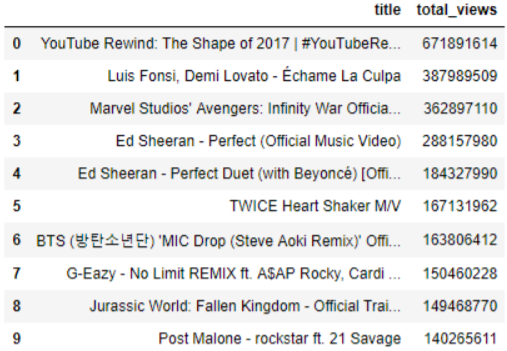 title total_views
0 YouTube Rewind: The Shape of 2017 | #YouTubeRe... 671891614
1 Luis Fonsi, Demi Lovato - Échame La Culpa 387989509
2 Marvel Studios' Avengers: Infinity War Officia... 362897110
3 Ed Sheeran - Perfect (Official Music Video) 288157980
4 Ed Sheeran - Perfect Duet (with Beyoncé) [Offi... 184327990
5 TWICE Heart Shaker M/V 167131962
6 BTS (방탄소년단) 'MIC Drop (Steve Aoki Remix)' Offi... 163806412
7 G-Eazy - No Limit REMIX ft. A$AP Rocky, Cardi ... 150460228
8 Jurassic World: Fallen Kingdom - Official Trai... 149468770
9 Post Malone - rockstar ft. 21 Savage 140265611